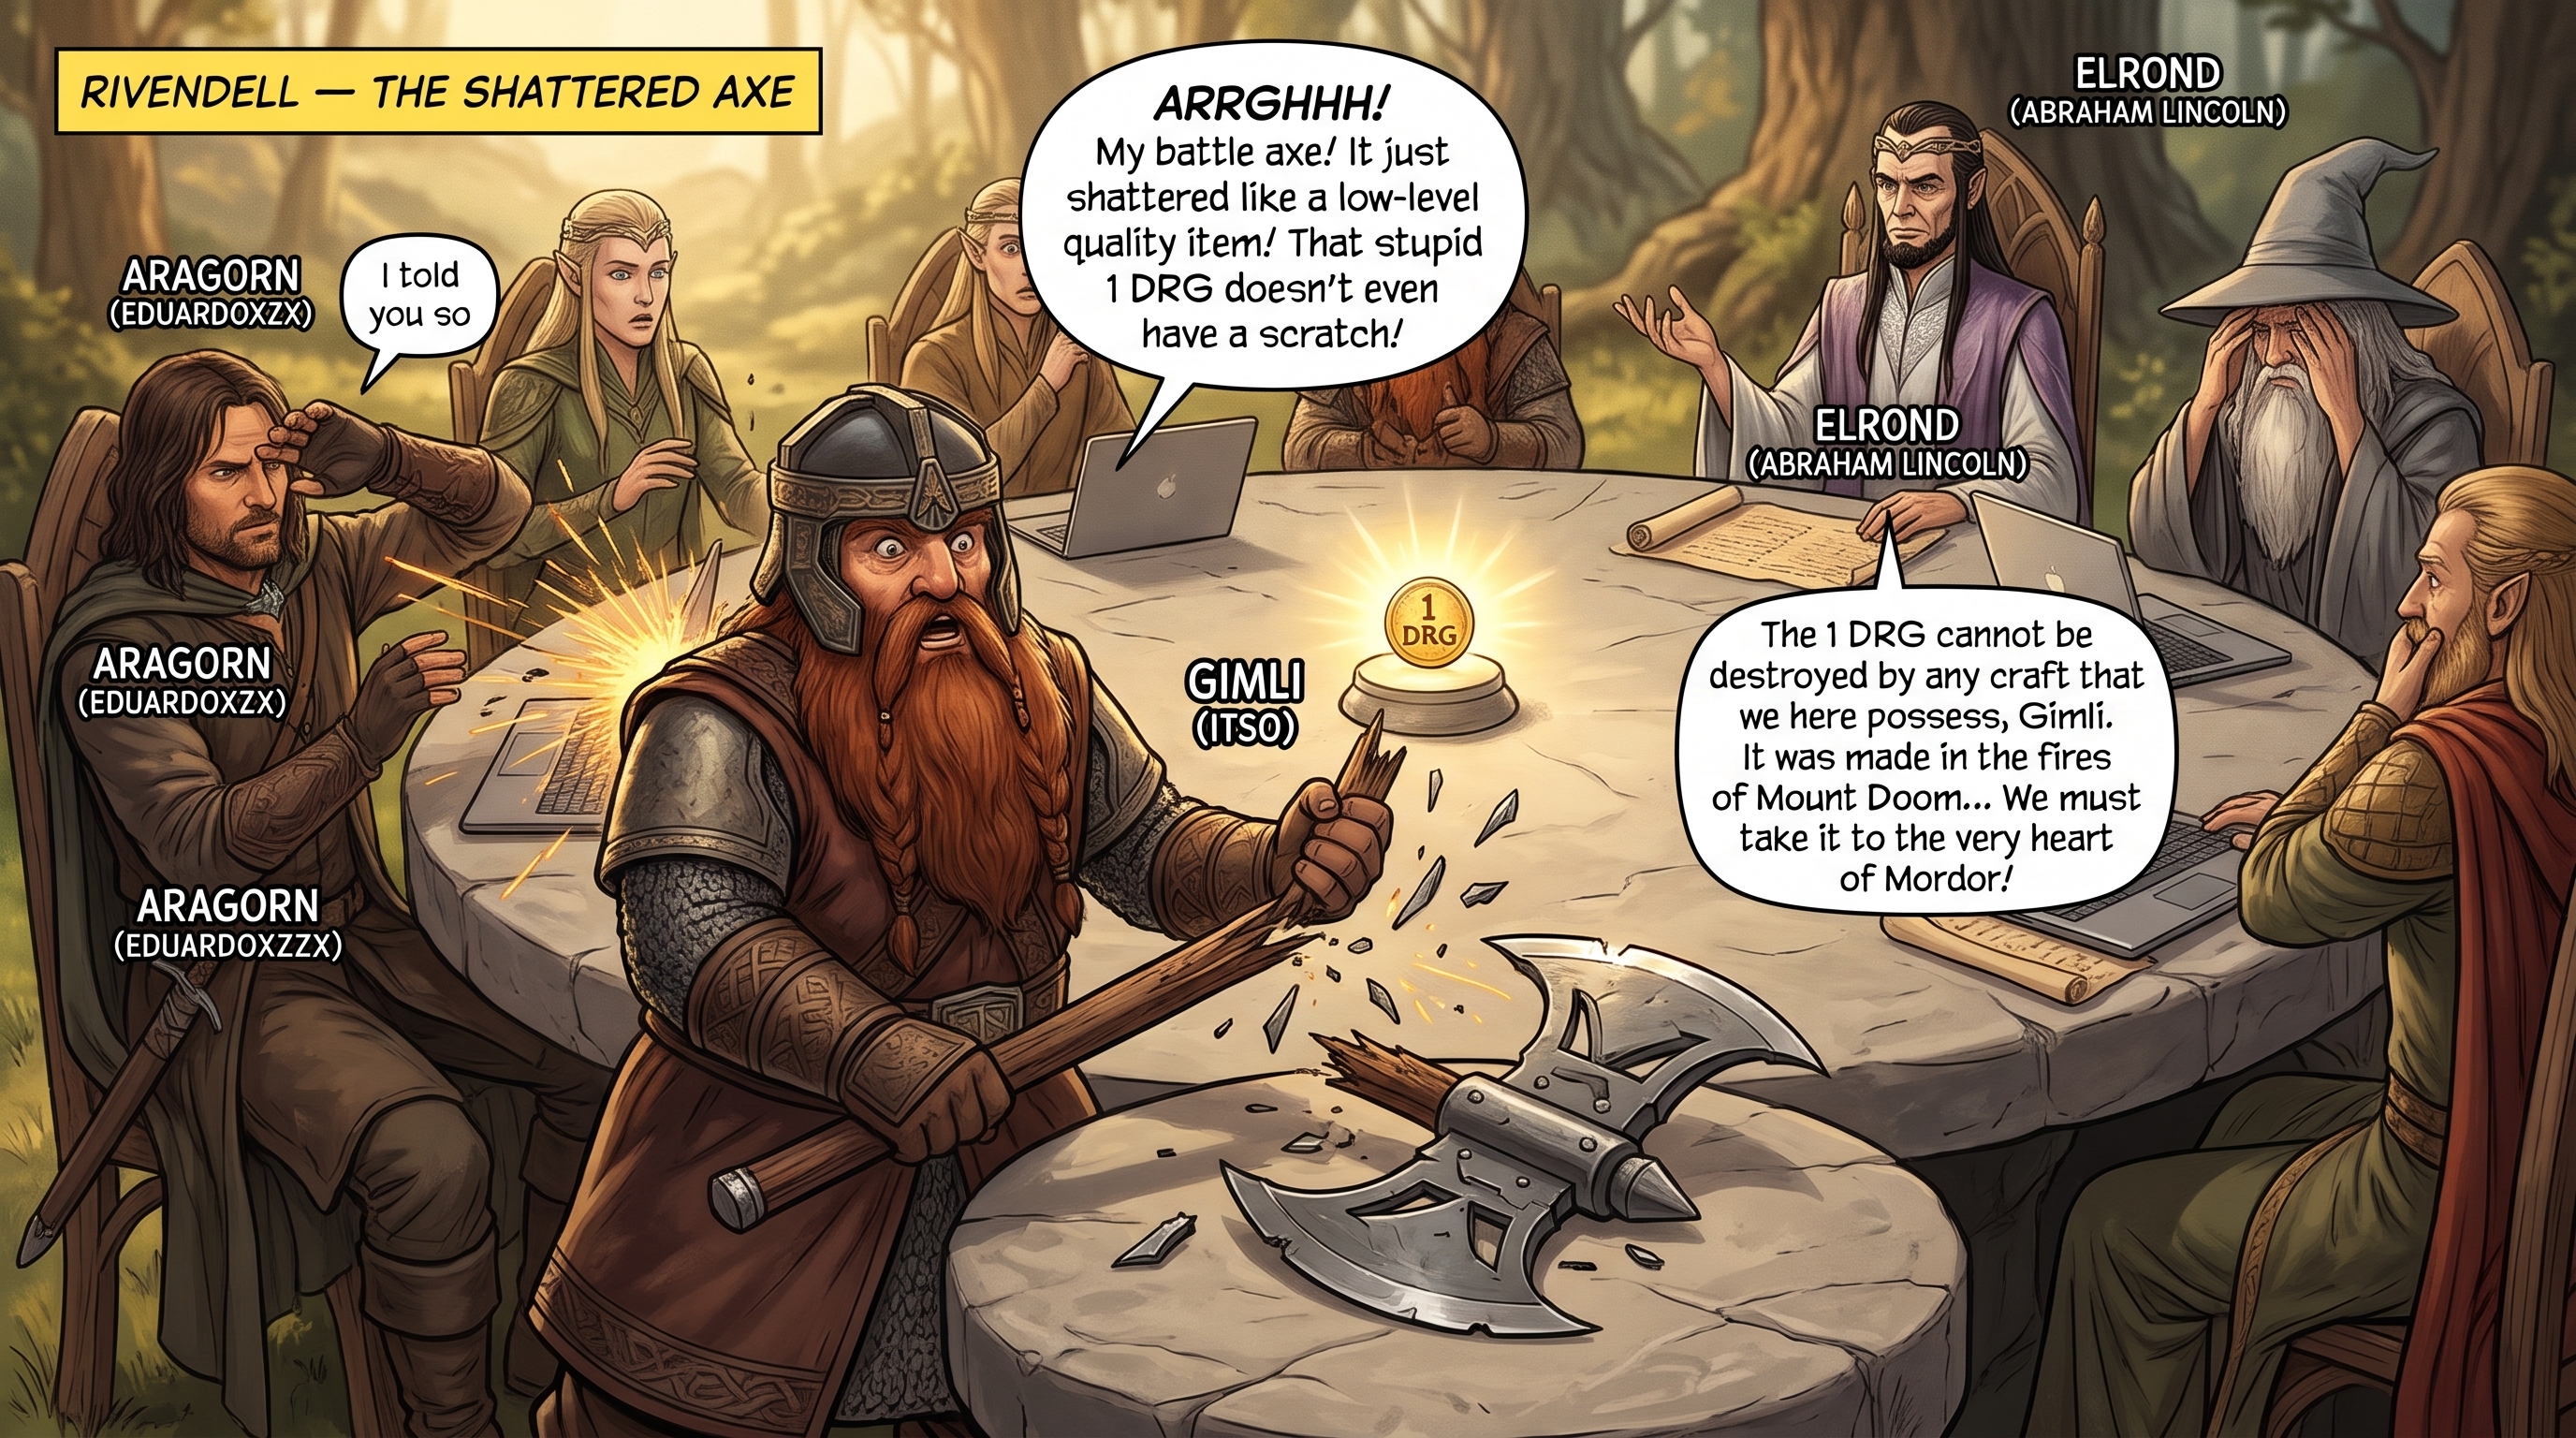 RIVENDELL — THE SHATTERED AXE
ARRGHHH!
My battle axe! It just
shattered like a low-level
quality item! That stupid
1 DRG doesn't even
have a scratch!
ELROND
(ABRAHAM LINCOLN)
ARAGORN
(EDUARDOXZX)
I told
you so
ELROND
(ABRAHAM LINCOLN)
1
DRG
ARAGORN
(EDUARDOXZX)
GIMLI
(ITSO)
The 1 DRG cannot be
destroyed by any craft that
we here possess, Gimli.
It was made in the fires
of Mount Doom... We must
take it to the very heart
of Mordor!
ARAGORN
(EDUARDOXZZX)